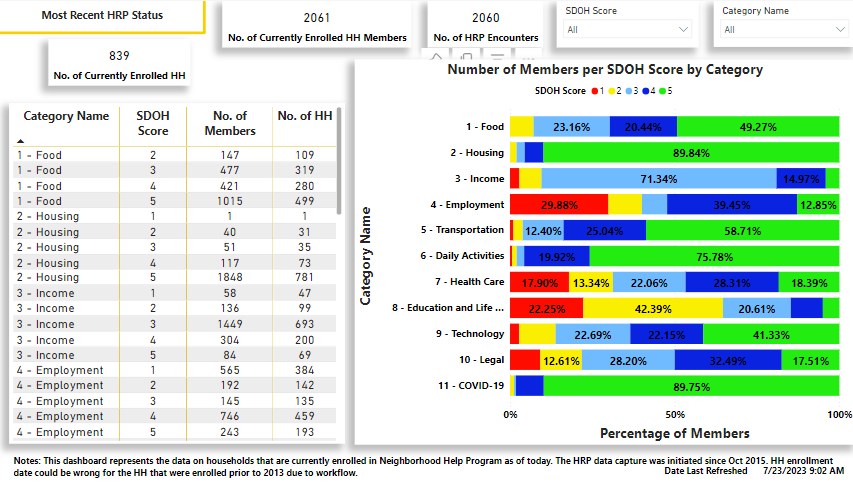 Most Recent HRP Status
2061
No. of Currently Enrolled HH Members
2060
No. of HRP Encounters
SDOH Score
All
Category Name
All
839
No. of Currently Enrolled HH
Category Name SDOH Score No. of Members No. of HH
1 - Food 2 147 109
1 - Food 3 477 319
1 - Food 4 421 280
1 - Food 5 1015 499
2 - Housing 1 1 1
2 - Housing 2 40 31
2 - Housing 3 51 35
2 - Housing 4 117 73
2 - Housing 5 1848 781
3 - Income 1 58 47
3 - Income 2 136 99
3 - Income 3 1449 693
3 - Income 4 304 200
3 - Income 5 84 69
4 - Employment 1 565 384
4 - Employment 2 192 142
4 - Employment 3 145 135
4 - Employment 4 746 459
4 - Employment 5 243 193
Number of Members per SDOH Score by Category
SDOH Score 1 2 3 4 5
Category Name
1 - Food 23.16% 20.44% 49.27%
2 - Housing 89.84%
3 - Income 71.34% 14.97%
4 - Employment 29.88% 39.45% 12.85%
5 - Transportation 12.40% 25.04% 58.71%
6 - Daily Activities 19.92% 75.78%
7 - Health Care 17.90% 13.34% 22.06% 28.31% 18.39%
8 - Education and Life ... 22.25% 42.39% 20.61%
9 - Technology 22.69% 22.15% 41.33%
10 - Legal 12.61% 28.20% 32.49% 17.51%
11 - COVID-19 89.75%
0% 50% 100%
Percentage of Members
Notes: This dashboard represents the data on households that are currently enrolled in Neighborhood Help Program as of today. The HRP data capture was initiated since Oct 2015. HH enrollment
date could be wrong for the HH that were enrolled prior to 2013 due to workflow.
Date Last Refreshed 7/23/2023 9:02 AM